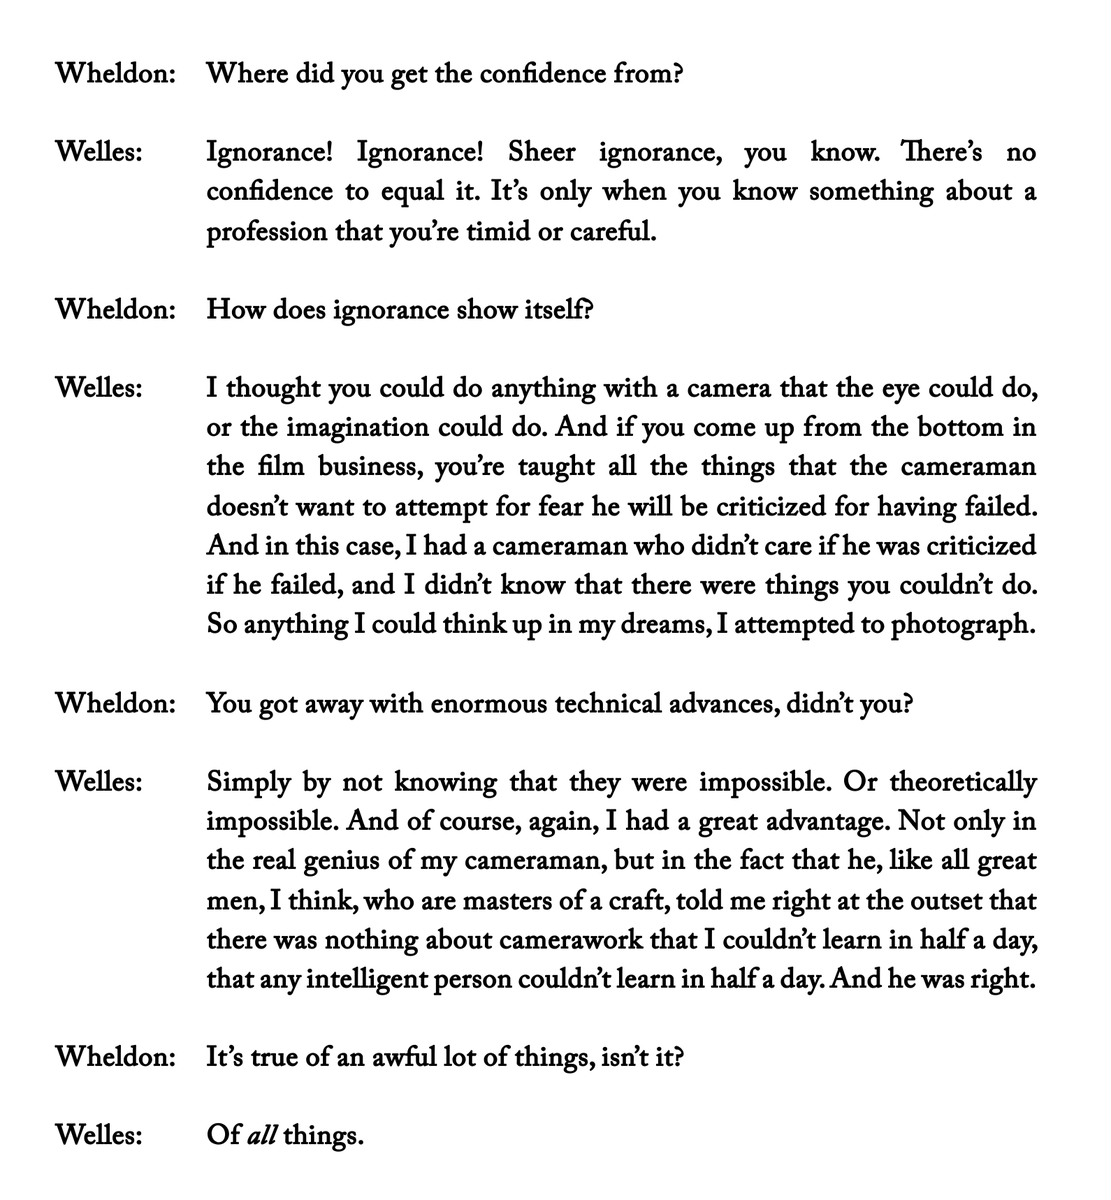 Wheldon: Where did you get the confidence from?
Welles: Ignorance! Ignorance! Sheer ignorance, you know. There’s no
confidence to equal it. It’s only when you know something about a
profession that you’re timid or careful.
Wheldon: How does ignorance show itself?
Welles: I thought you could do anything with a camera that the eye could do,
or the imagination could do. And if you come up from the bottom in
the film business, you’re taught all the things that the cameraman
doesn’t want to attempt for fear he will be criticized for having failed.
And in this case, I had a cameraman who didn’t care if he was criticized
if he failed, and I didn’t know that there were things you couldn’t do.
So anything I could think up in my dreams, I attempted to photograph.
Wheldon: You got away with enormous technical advances, didn’t you?
Welles: Simply by not knowing that they were impossible. Or theoretically
impossible. And of course, again, I had a great advantage. Not only in
the real genius of my cameraman, but in the fact that he, like all great
men, I think, who are masters of a craft, told me right at the outset that
there was nothing about camerawork that I couldn’t learn in half a day,
that any intelligent person couldn’t learn in half a day. And he was right.
Wheldon: It’s true of an awful lot of things, isn’t it?
Welles: Of all things.